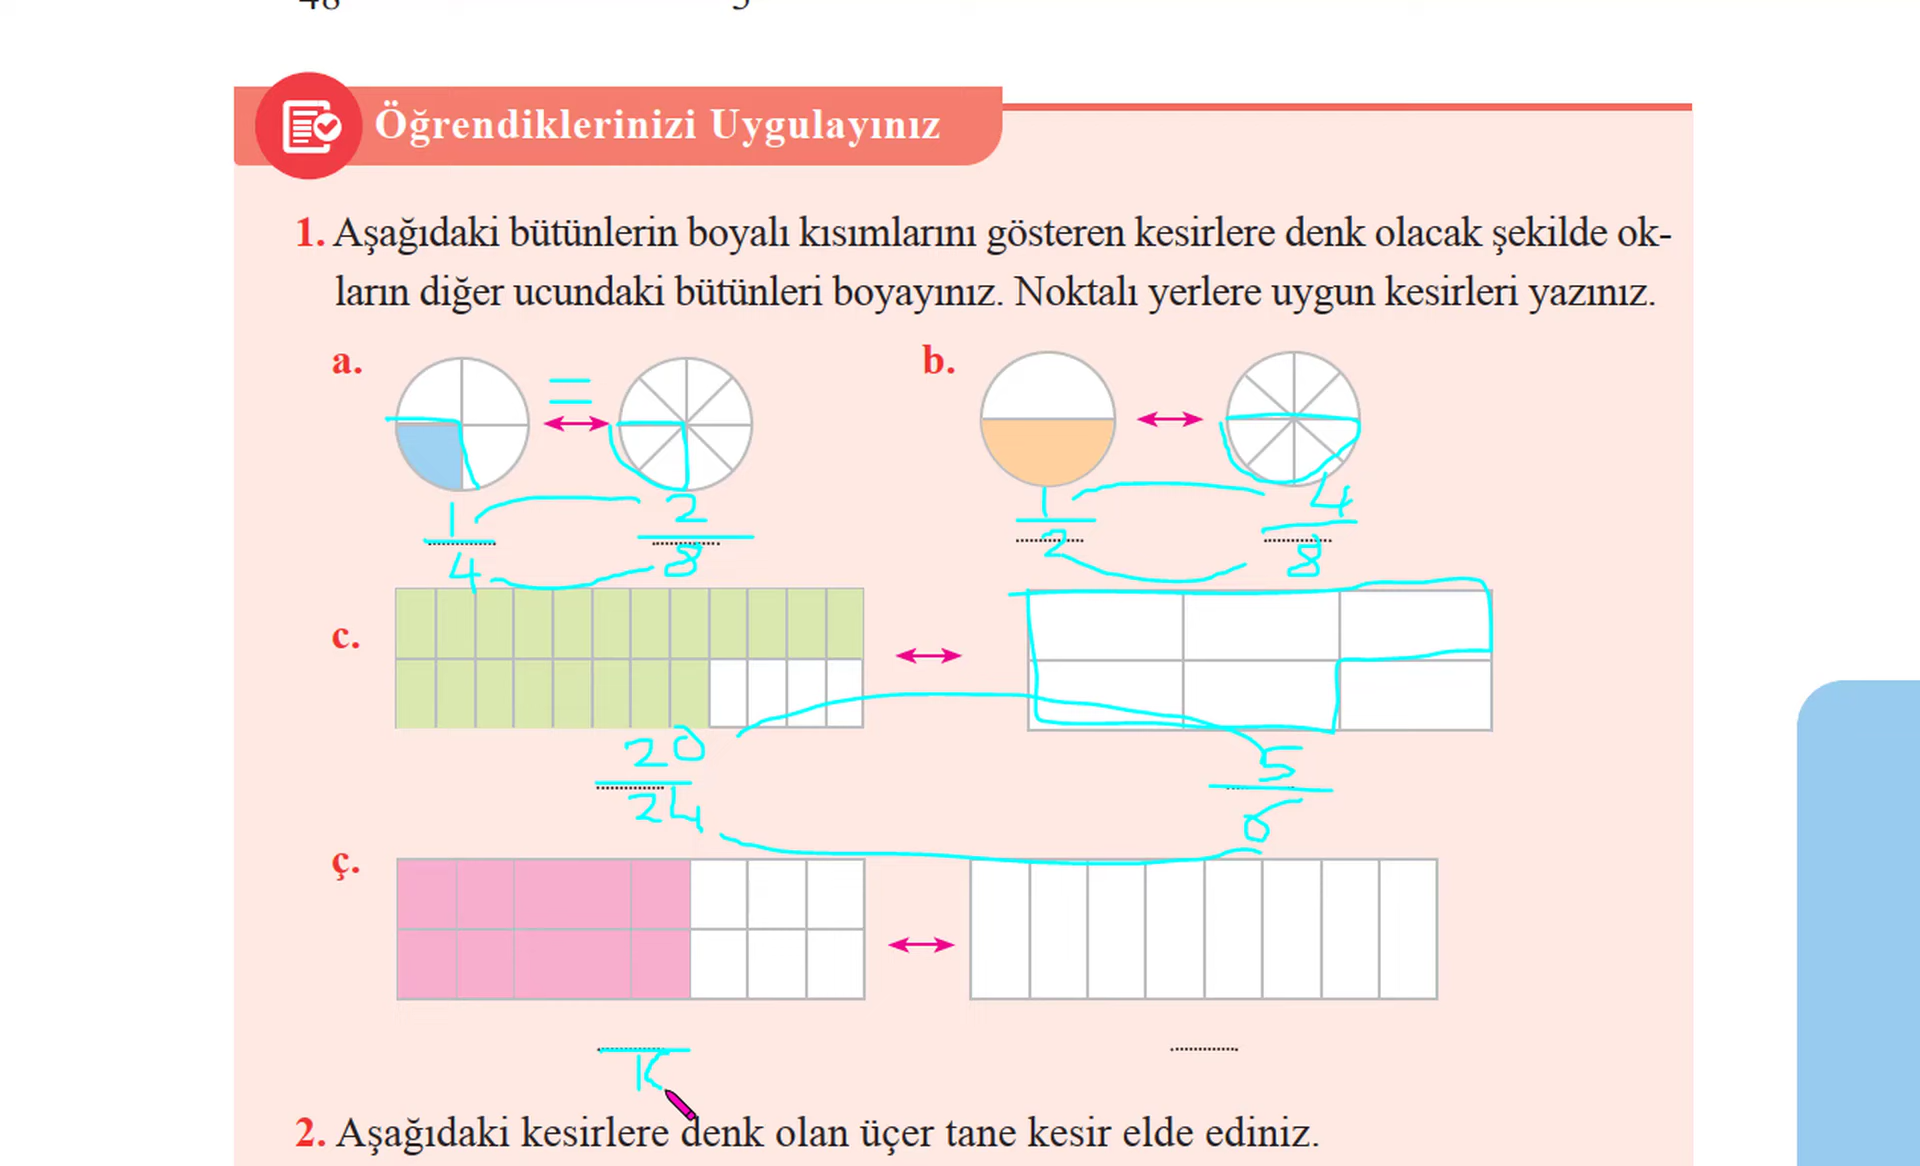 Öğrendiklerinizi Uygulayınız
1. Aşağıdaki bütünlerin boyalı kısımlarını gösteren kesirlere denk olacak şekilde ok-
ların diğer ucundaki bütünleri boyayınız. Noktalı yerlere uygun kesirleri yazınız.
a. =
b.
1 2 1 4
4 8 2 8
c.
20 5
24 6
ç.
1
2. Aşağıdaki kesirlere denk olan üçer tane kesir elde ediniz.